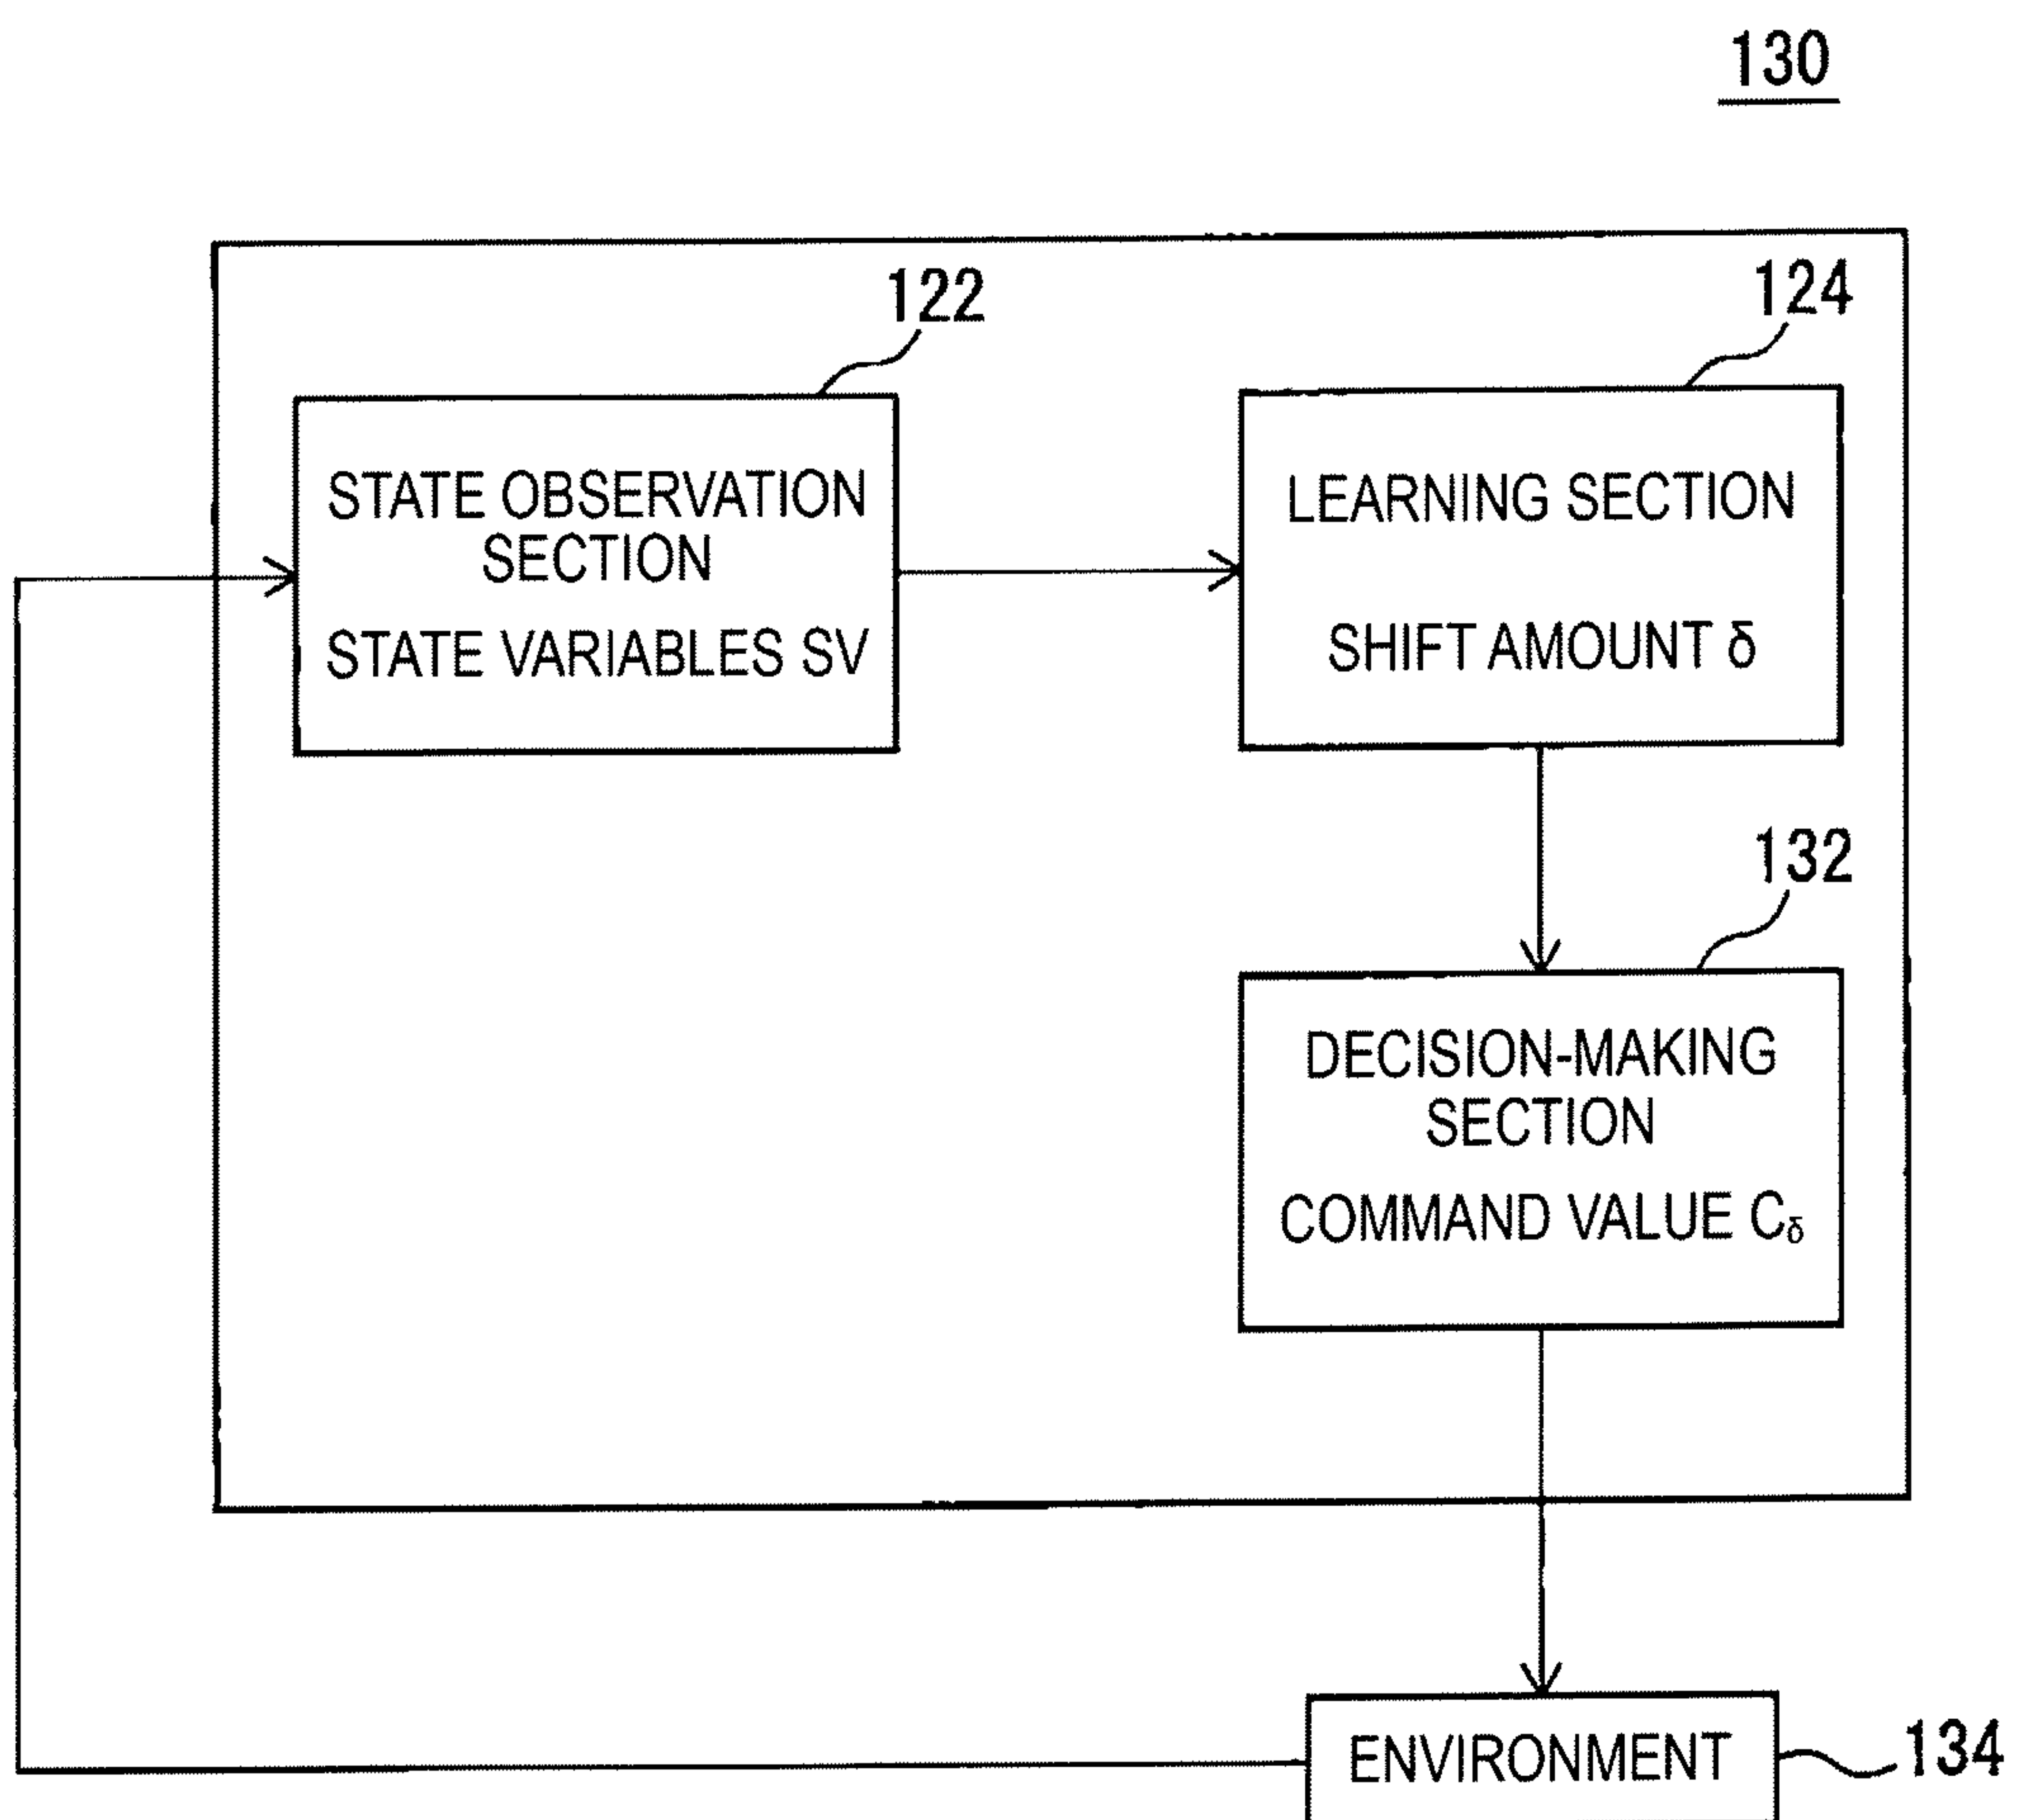 130
122
124
STATE OBSERVATION
SECTION
STATE VARIABLES SV
LEARNING SECTION
SHIFT AMOUNT δ
132
DECISION-MAKING
SECTION
COMMAND VALUE Cδ
ENVIRONMENT
134